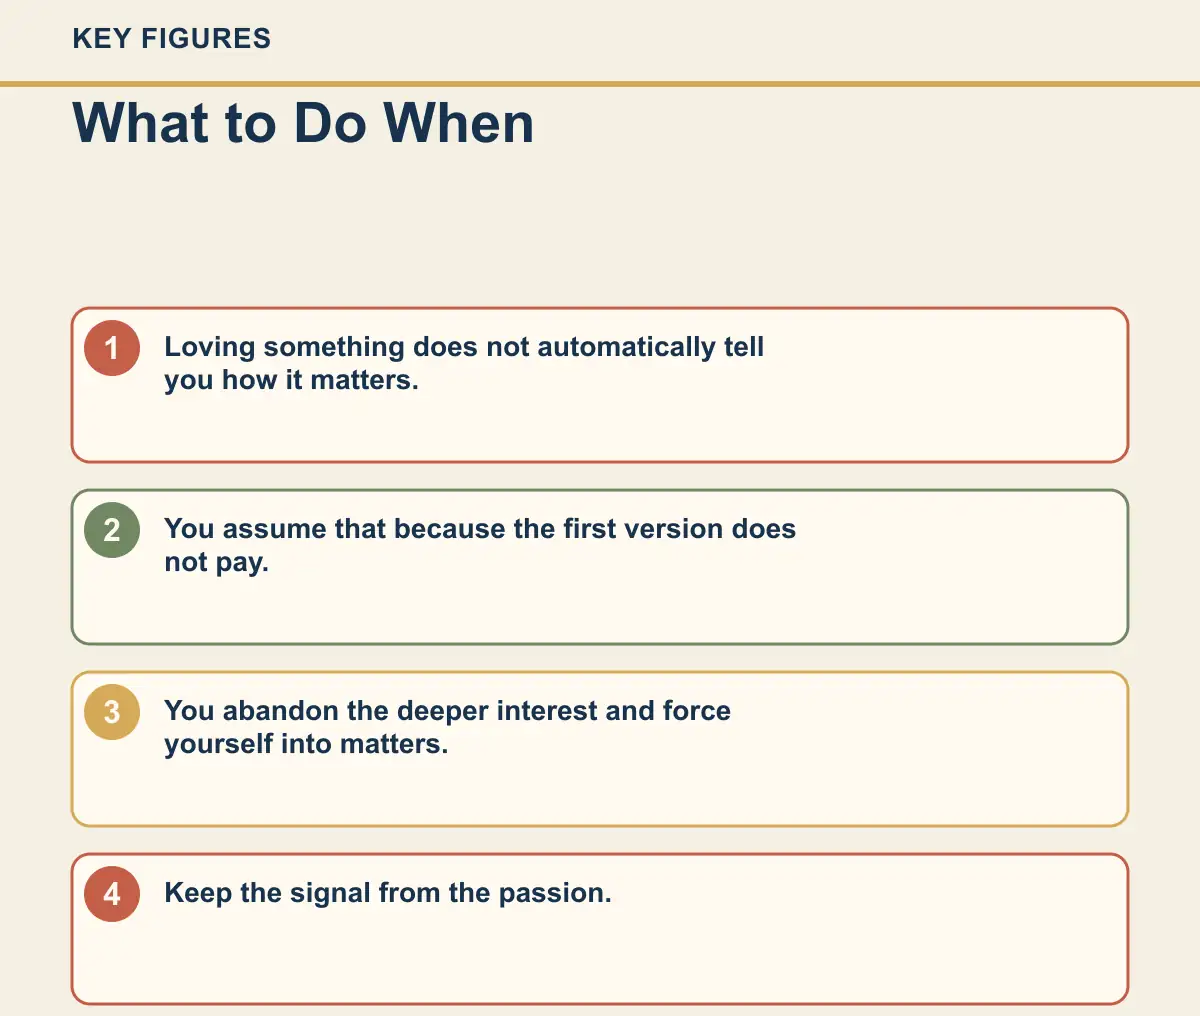 KEY FIGURES
What to Do When
1
Loving something does not automatically tell
you how it matters.
2
You assume that because the first version does
not pay.
3
You abandon the deeper interest and force
yourself into matters.
4
Keep the signal from the passion.